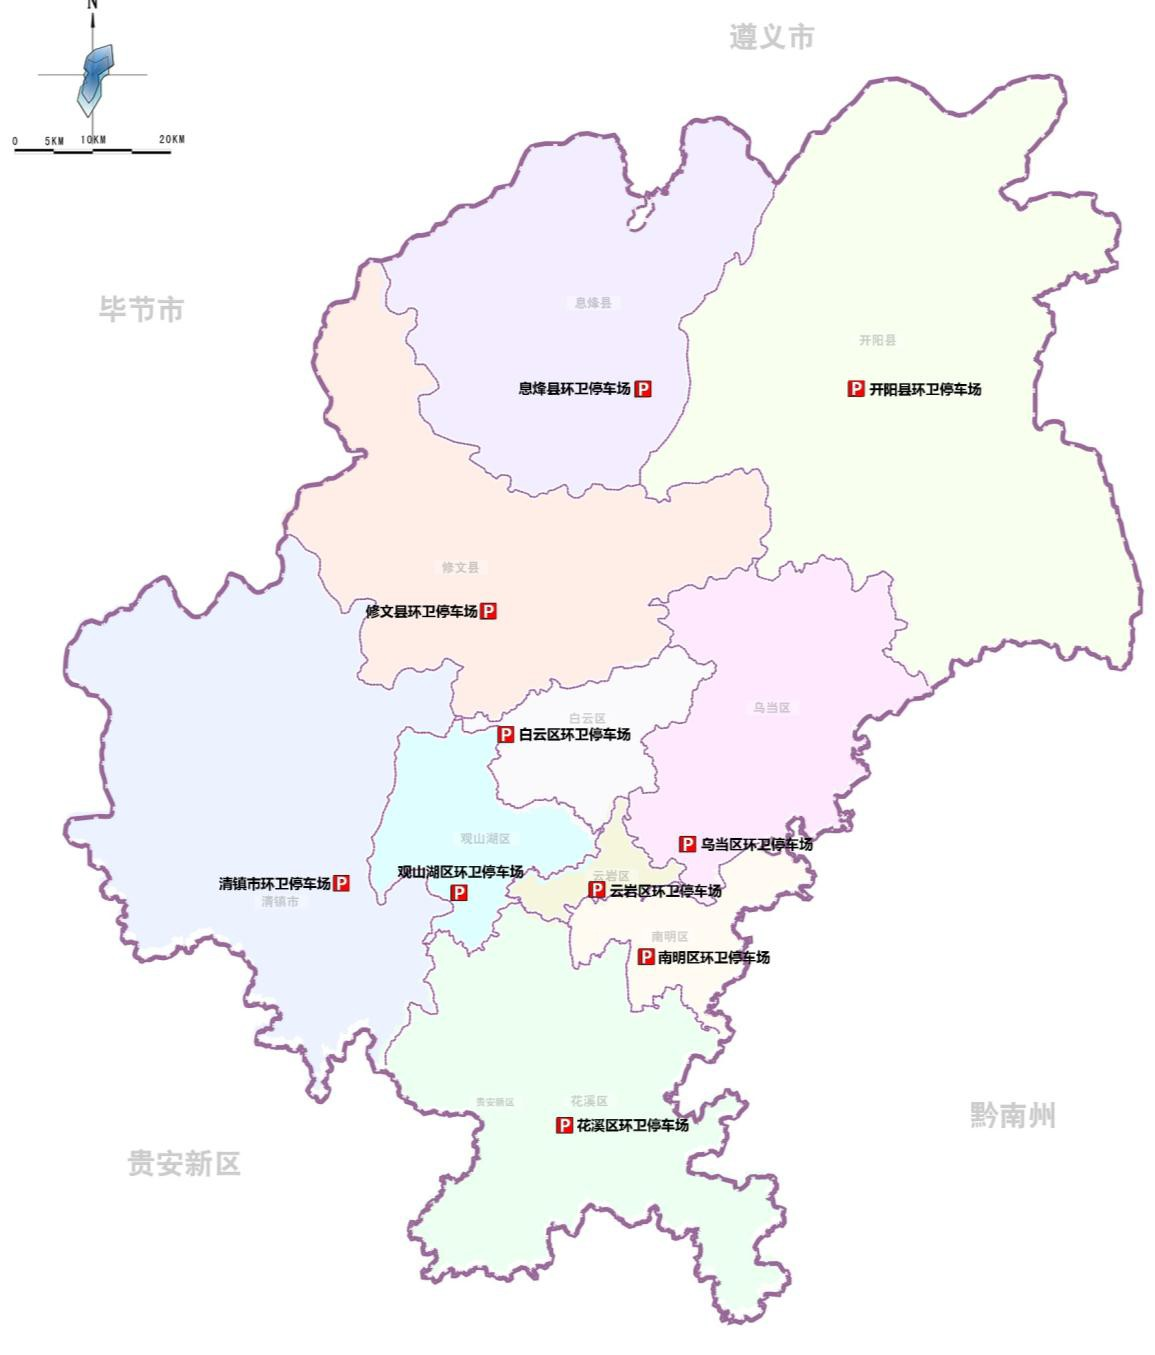 N
遵义市
0 5KM 10KM 20KM
毕节市
息烽县
开阳县
息烽县环卫停车场 P
P 开阳县环卫停车场
修文县
修文县环卫停车场 P
乌当区
白云区
P 白云区环卫停车场
观山湖区
P 乌当区环卫停车场
观山湖区环卫停车场
P
云岩区
清镇市环卫停车场 P
P 云岩区环卫停车场
清镇市
南明区
P 南明区环卫停车场
贵安新区
花溪区
黔南州
P 花溪区环卫停车场
贵安新区